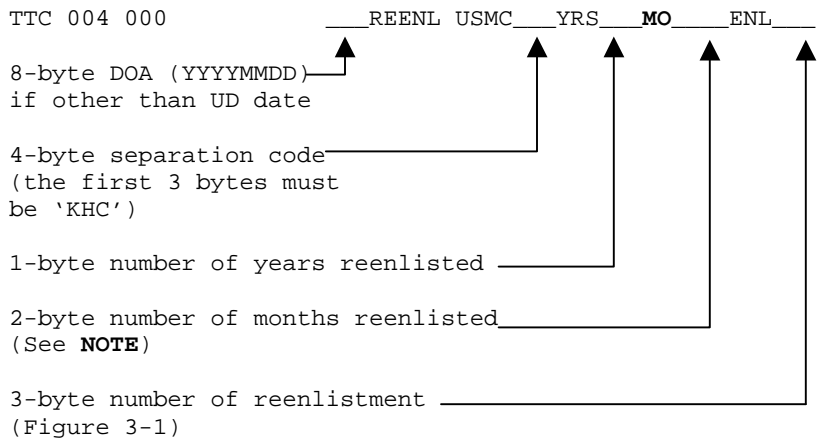 TTC 004 000 ___REENL USMC___YRS___MO____ENL___
8-byte DOA (YYYYMMDD)
if other than UD date
4-byte separation code
(the first 3 bytes must
be ‘KHC’)
1-byte number of years reenlisted
2-byte number of months reenlisted
(See NOTE)
3-byte number of reenlistment
(Figure 3-1)